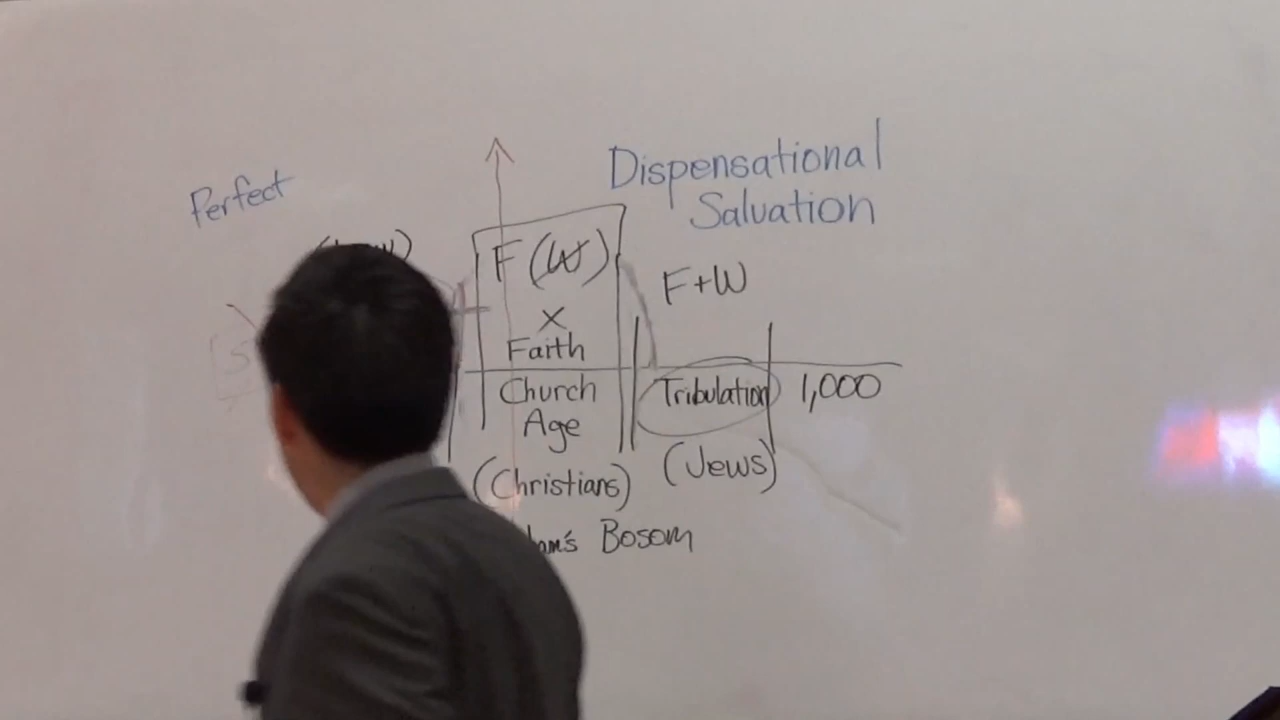 Dispensational
Salvation
Perfect
F (W)
F+W
x
Faith
Church
Age
Tribulation
1,000
(Christians)
(Jews)
Bosom